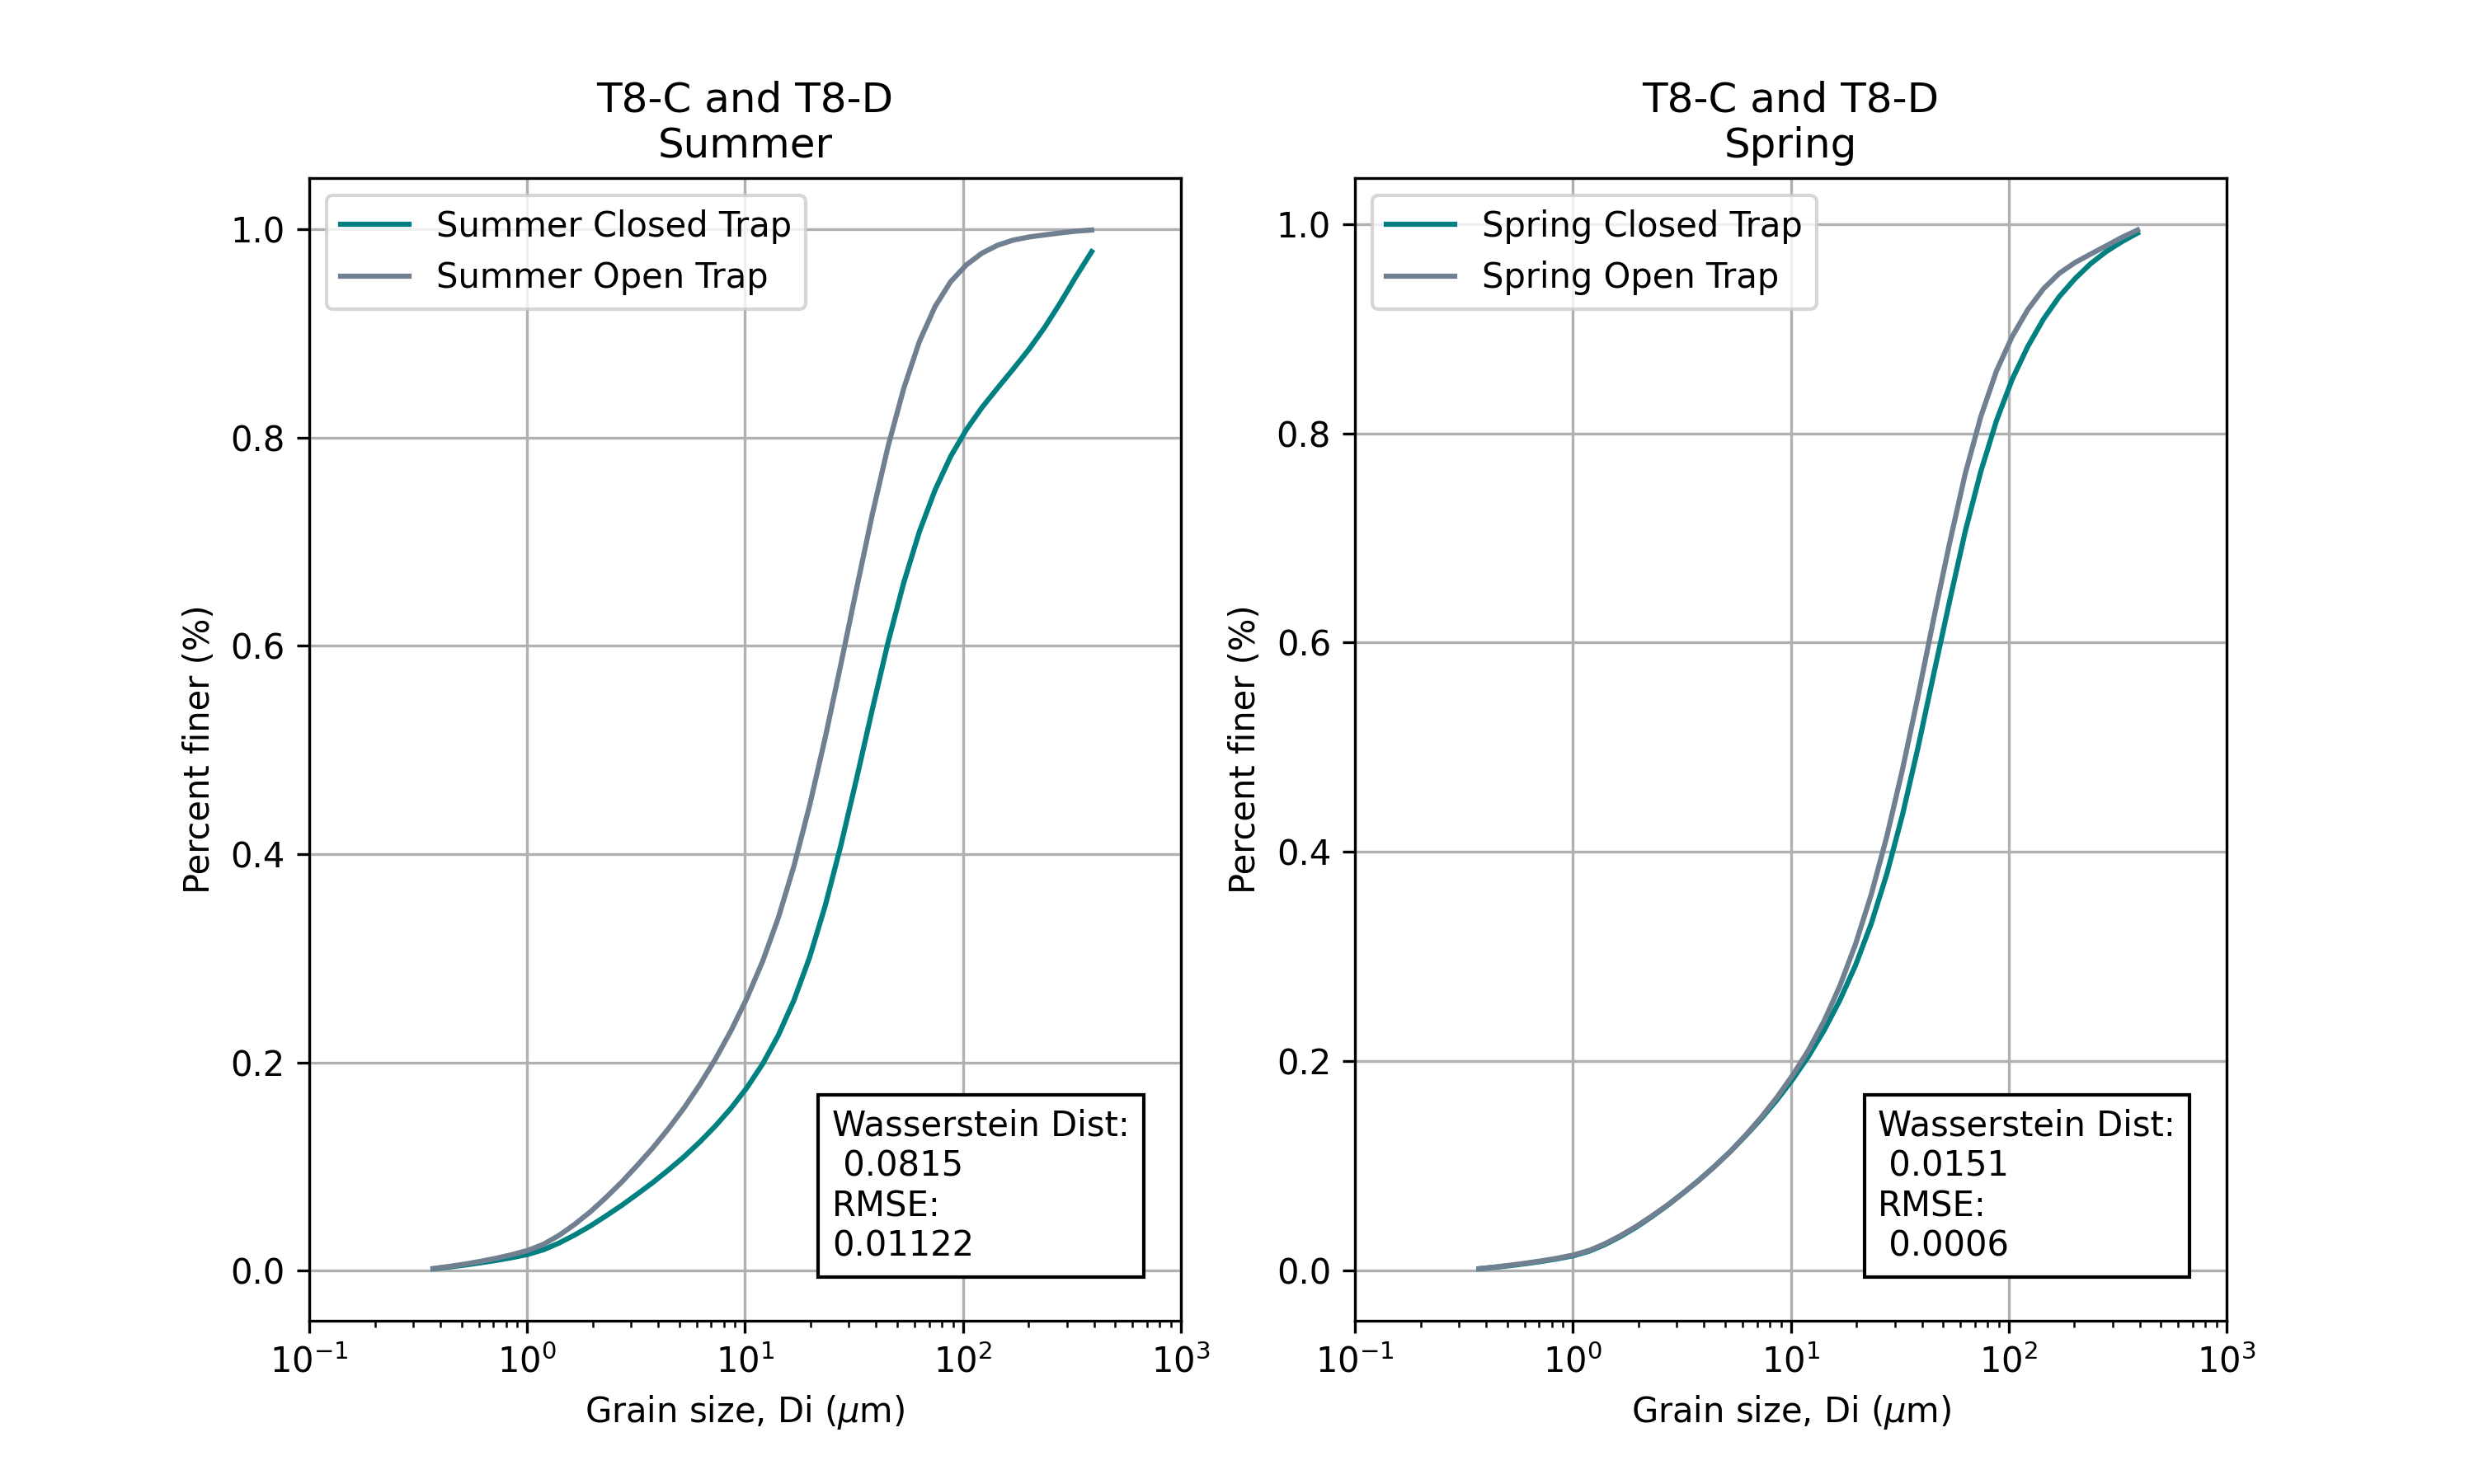 T8-C and T8-D
Summer
Summer Closed Trap
Summer Open Trap
1.0
0.8
0.6
0.4
0.2
0.0
Percent finer (%)
Wasserstein Dist:
0.0815
RMSE:
0.01122
10⁻¹ 10⁰ 10¹ 10² 10³
Grain size, Di (μm)
T8-C and T8-D
Spring
Spring Closed Trap
Spring Open Trap
1.0
0.8
0.6
0.4
0.2
0.0
Percent finer (%)
Wasserstein Dist:
0.0151
RMSE:
0.0006
10⁻¹ 10⁰ 10¹ 10² 10³
Grain size, Di (μm)